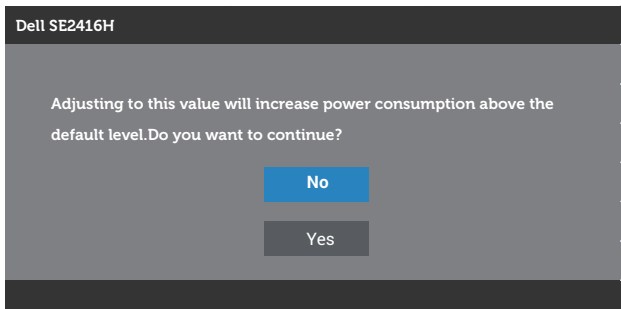 Dell SE2416H
Adjusting to this value will increase power consumption above the
default level.Do you want to continue?
No
Yes